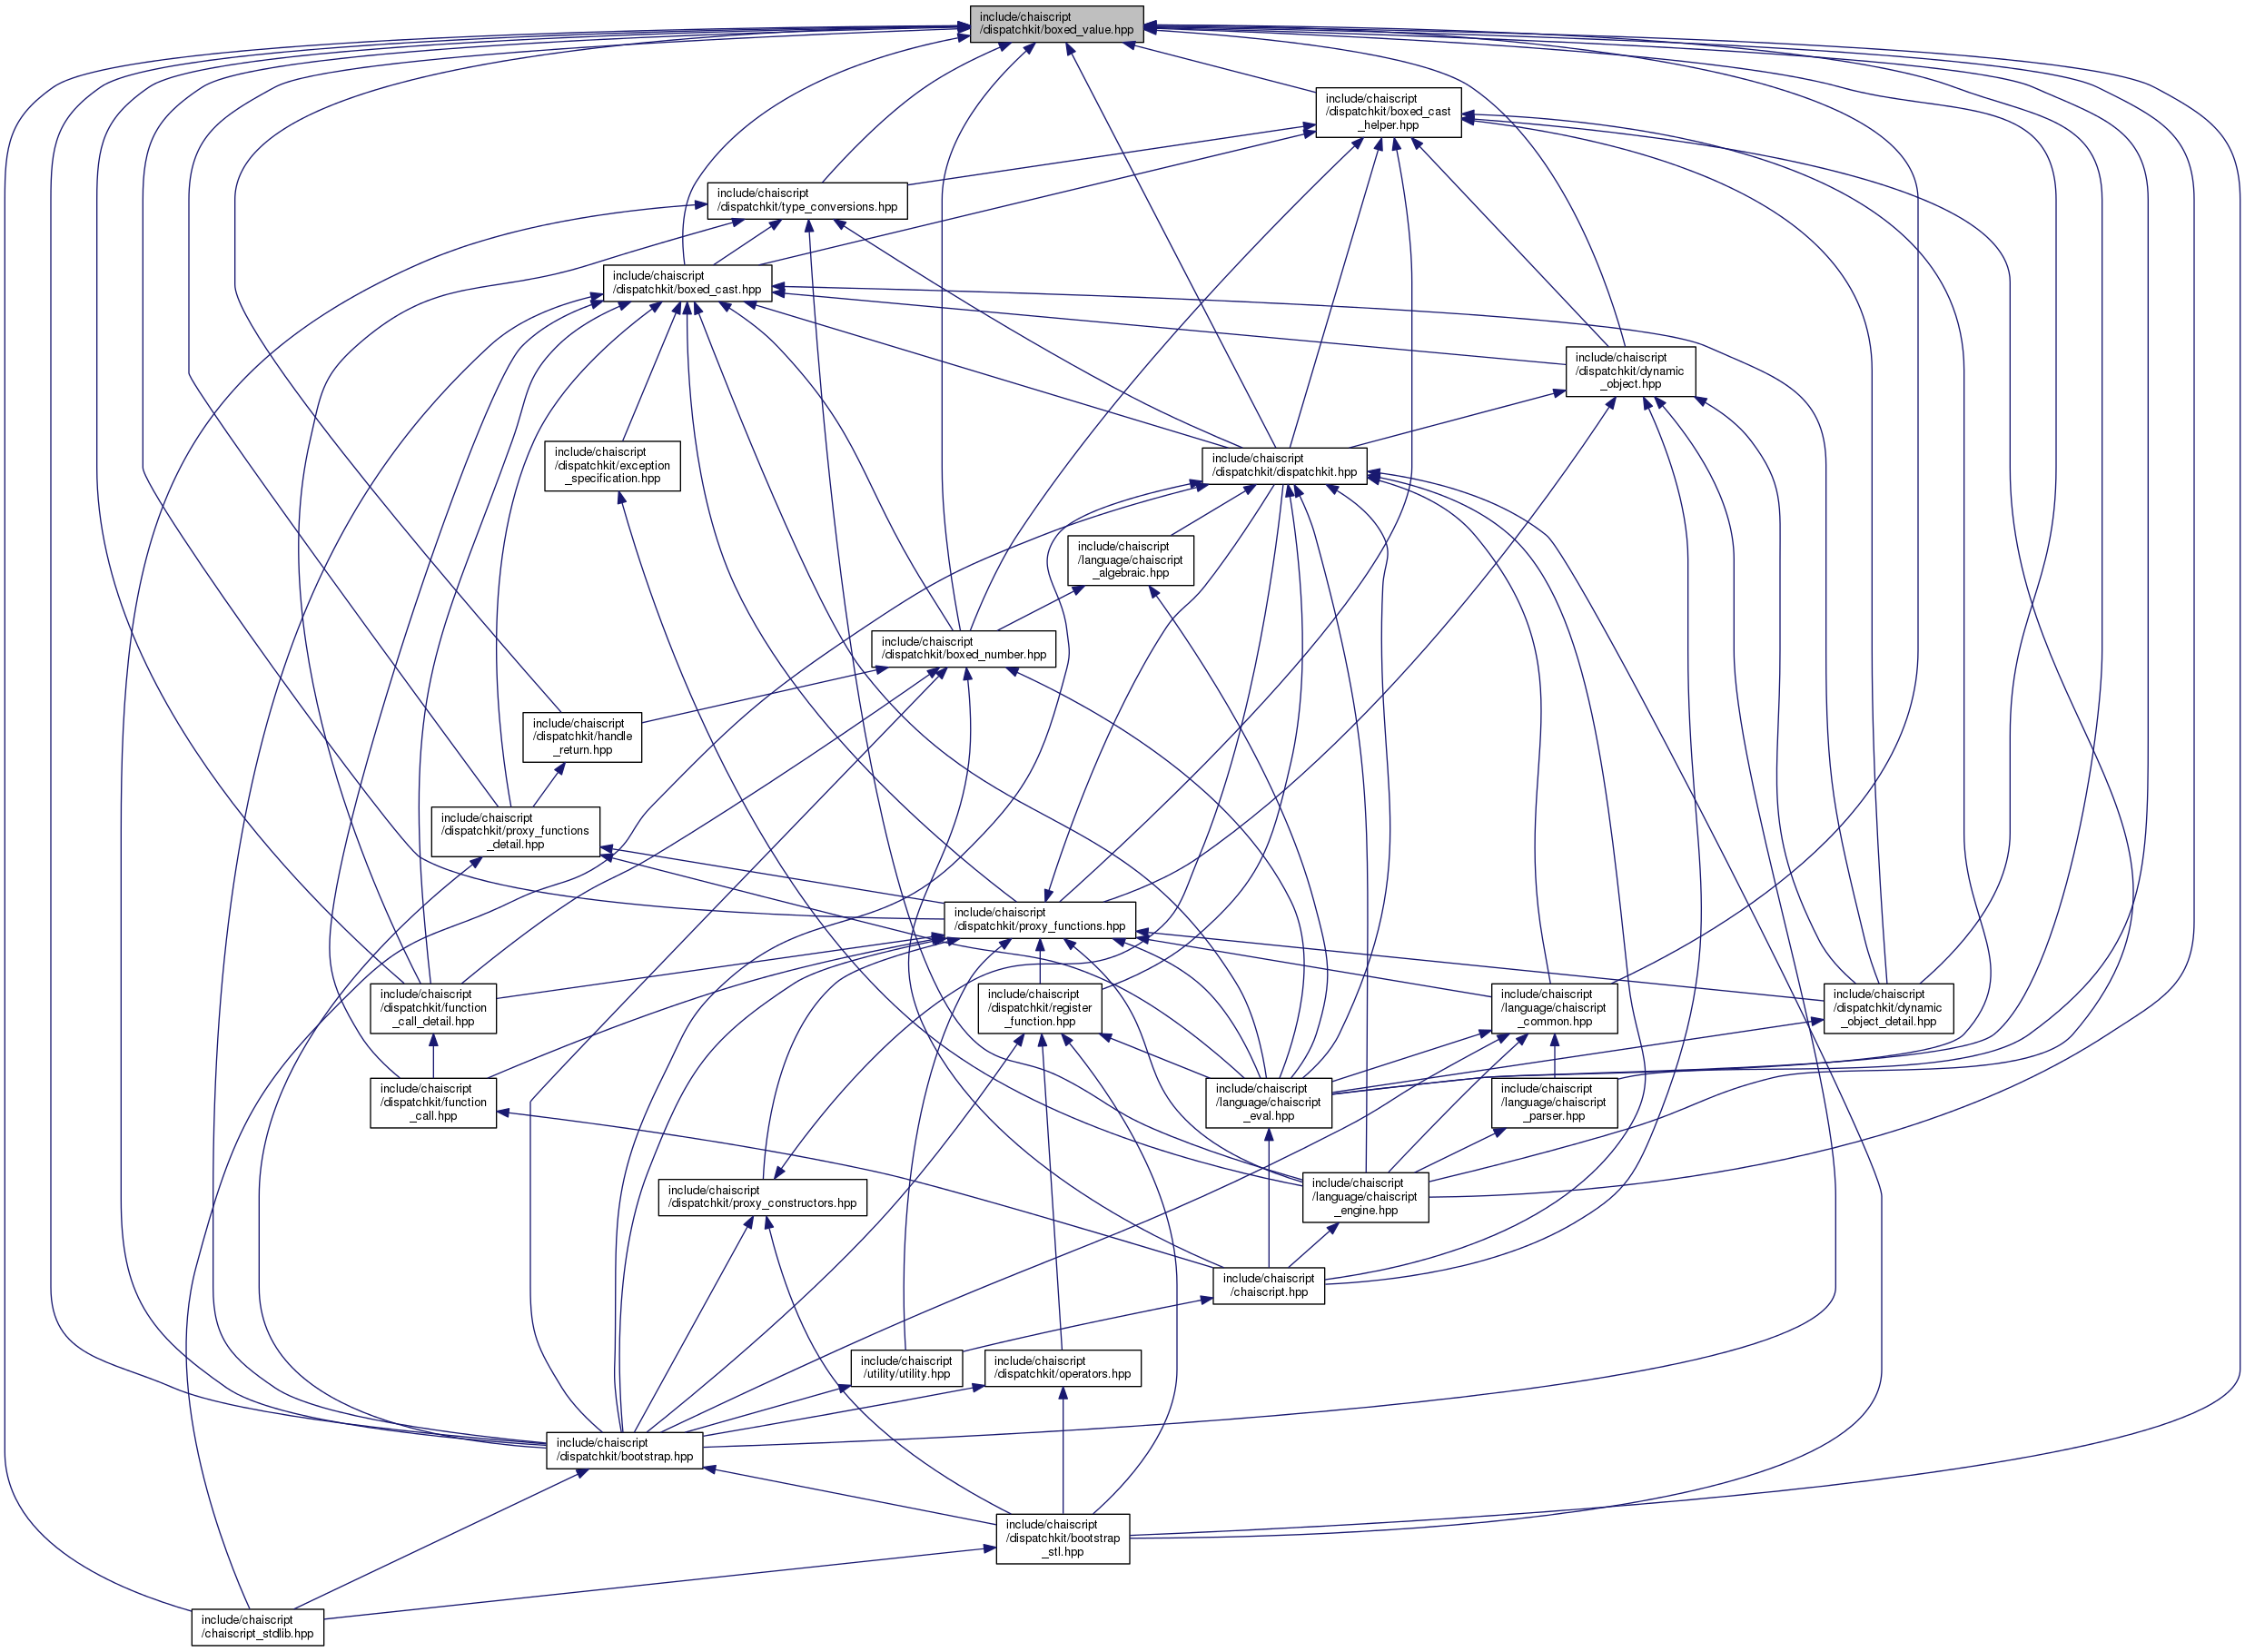 include/chaiscript
/dispatchkit/boxed_value.hpp
include/chaiscript
/dispatchkit/boxed_cast
_helper.hpp
include/chaiscript
/dispatchkit/type_conversions.hpp
include/chaiscript
/dispatchkit/boxed_cast.hpp
include/chaiscript
/dispatchkit/dynamic
_object.hpp
include/chaiscript
/dispatchkit/exception
_specification.hpp
include/chaiscript
/dispatchkit/dispatchkit.hpp
include/chaiscript
/language/chaiscript
_algebraic.hpp
include/chaiscript
/dispatchkit/boxed_number.hpp
include/chaiscript
/dispatchkit/handle
_return.hpp
include/chaiscript
/dispatchkit/proxy_functions
_detail.hpp
include/chaiscript
/dispatchkit/proxy_functions.hpp
include/chaiscript
/dispatchkit/function
_call_detail.hpp
include/chaiscript
/dispatchkit/register
_function.hpp
include/chaiscript
/language/chaiscript
_common.hpp
include/chaiscript
/dispatchkit/dynamic
_object_detail.hpp
include/chaiscript
/dispatchkit/function
_call.hpp
include/chaiscript
/language/chaiscript
_eval.hpp
include/chaiscript
/language/chaiscript
_parser.hpp
include/chaiscript
/dispatchkit/proxy_constructors.hpp
include/chaiscript
/language/chaiscript
_engine.hpp
include/chaiscript
/chaiscript.hpp
include/chaiscript
/utility/utility.hpp
include/chaiscript
/dispatchkit/operators.hpp
include/chaiscript
/dispatchkit/bootstrap.hpp
include/chaiscript
/dispatchkit/bootstrap
_stl.hpp
include/chaiscript
/chaiscript_stdlib.hpp